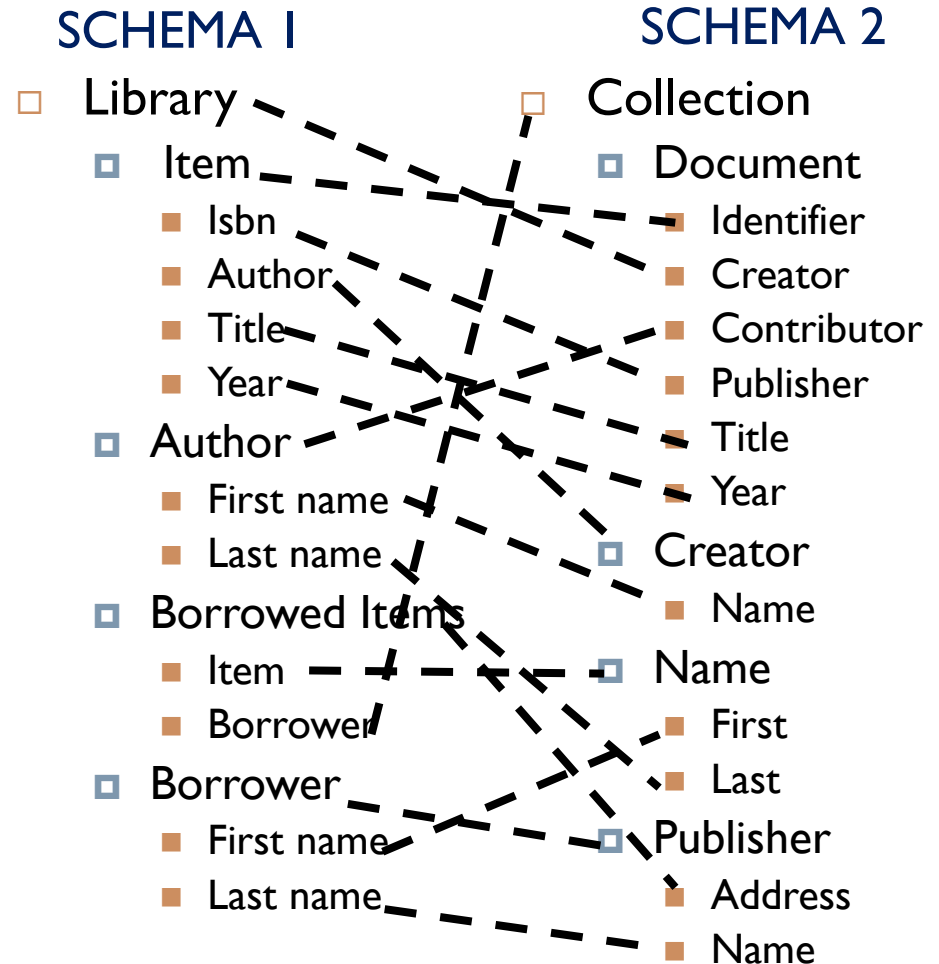 SCHEMA 1
Library
Item
Isbn
Author
Title
Year
Author
First name
Last name
Borrowed Items
Item
Borrower
Borrower
First name
Last name
SCHEMA 2
Collection
Document
Identifier
Creator
Contributor
Publisher
Title
Year
Creator
Name
Name
First
Last
Publisher
Address
Name